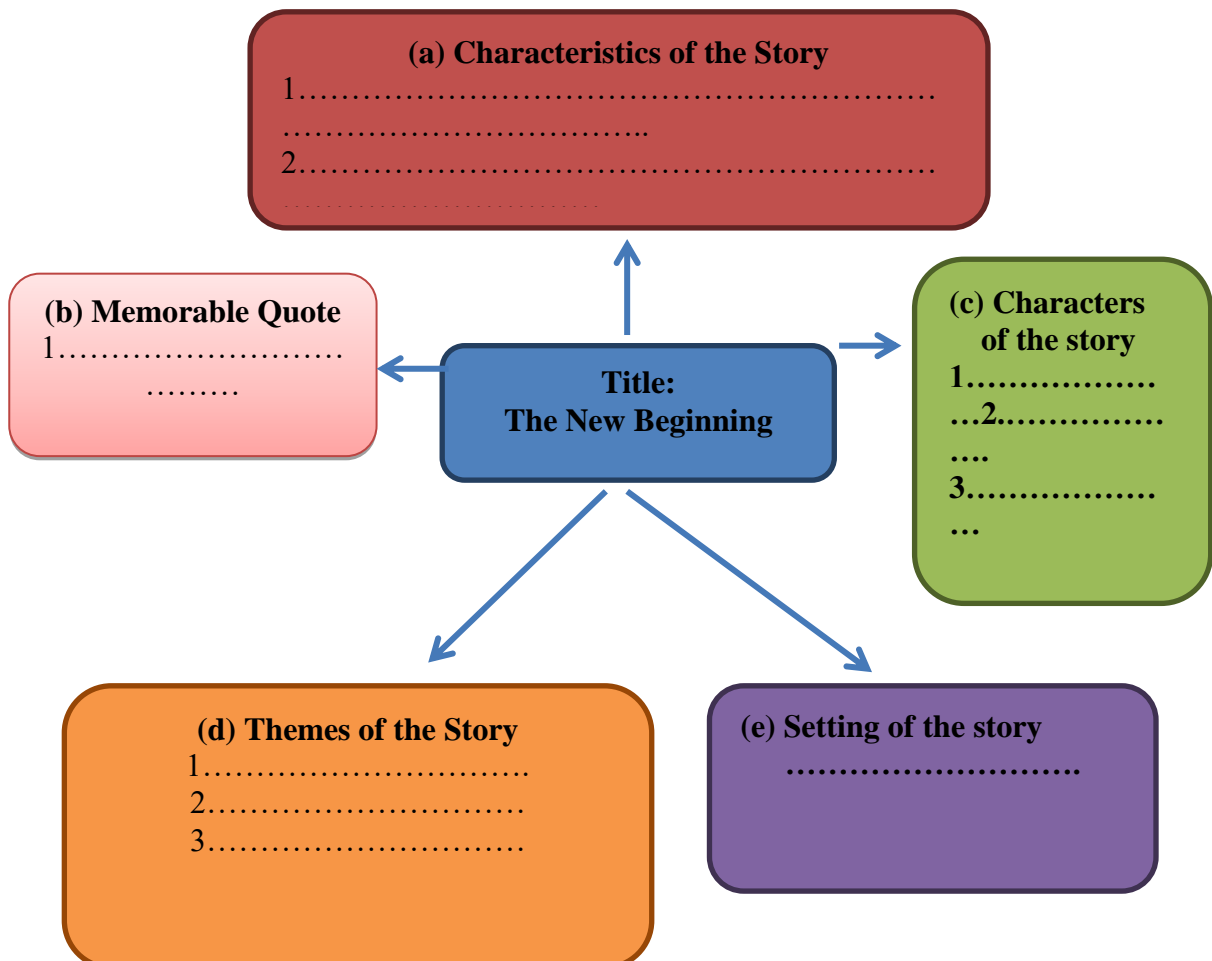 (a) Characteristics of the Story
1……………………………………………………………
………………………………..
2……………………………………………………………
……………………………
(b) Memorable Quote
1………………………
………
Title:
The New Beginning
(c) Characters
of the story
1………………
…2.……………
….
3………………
…
(d) Themes of the Story
1…………………………….
2……………………………
3……………………………
(e) Setting of the story
……………………….